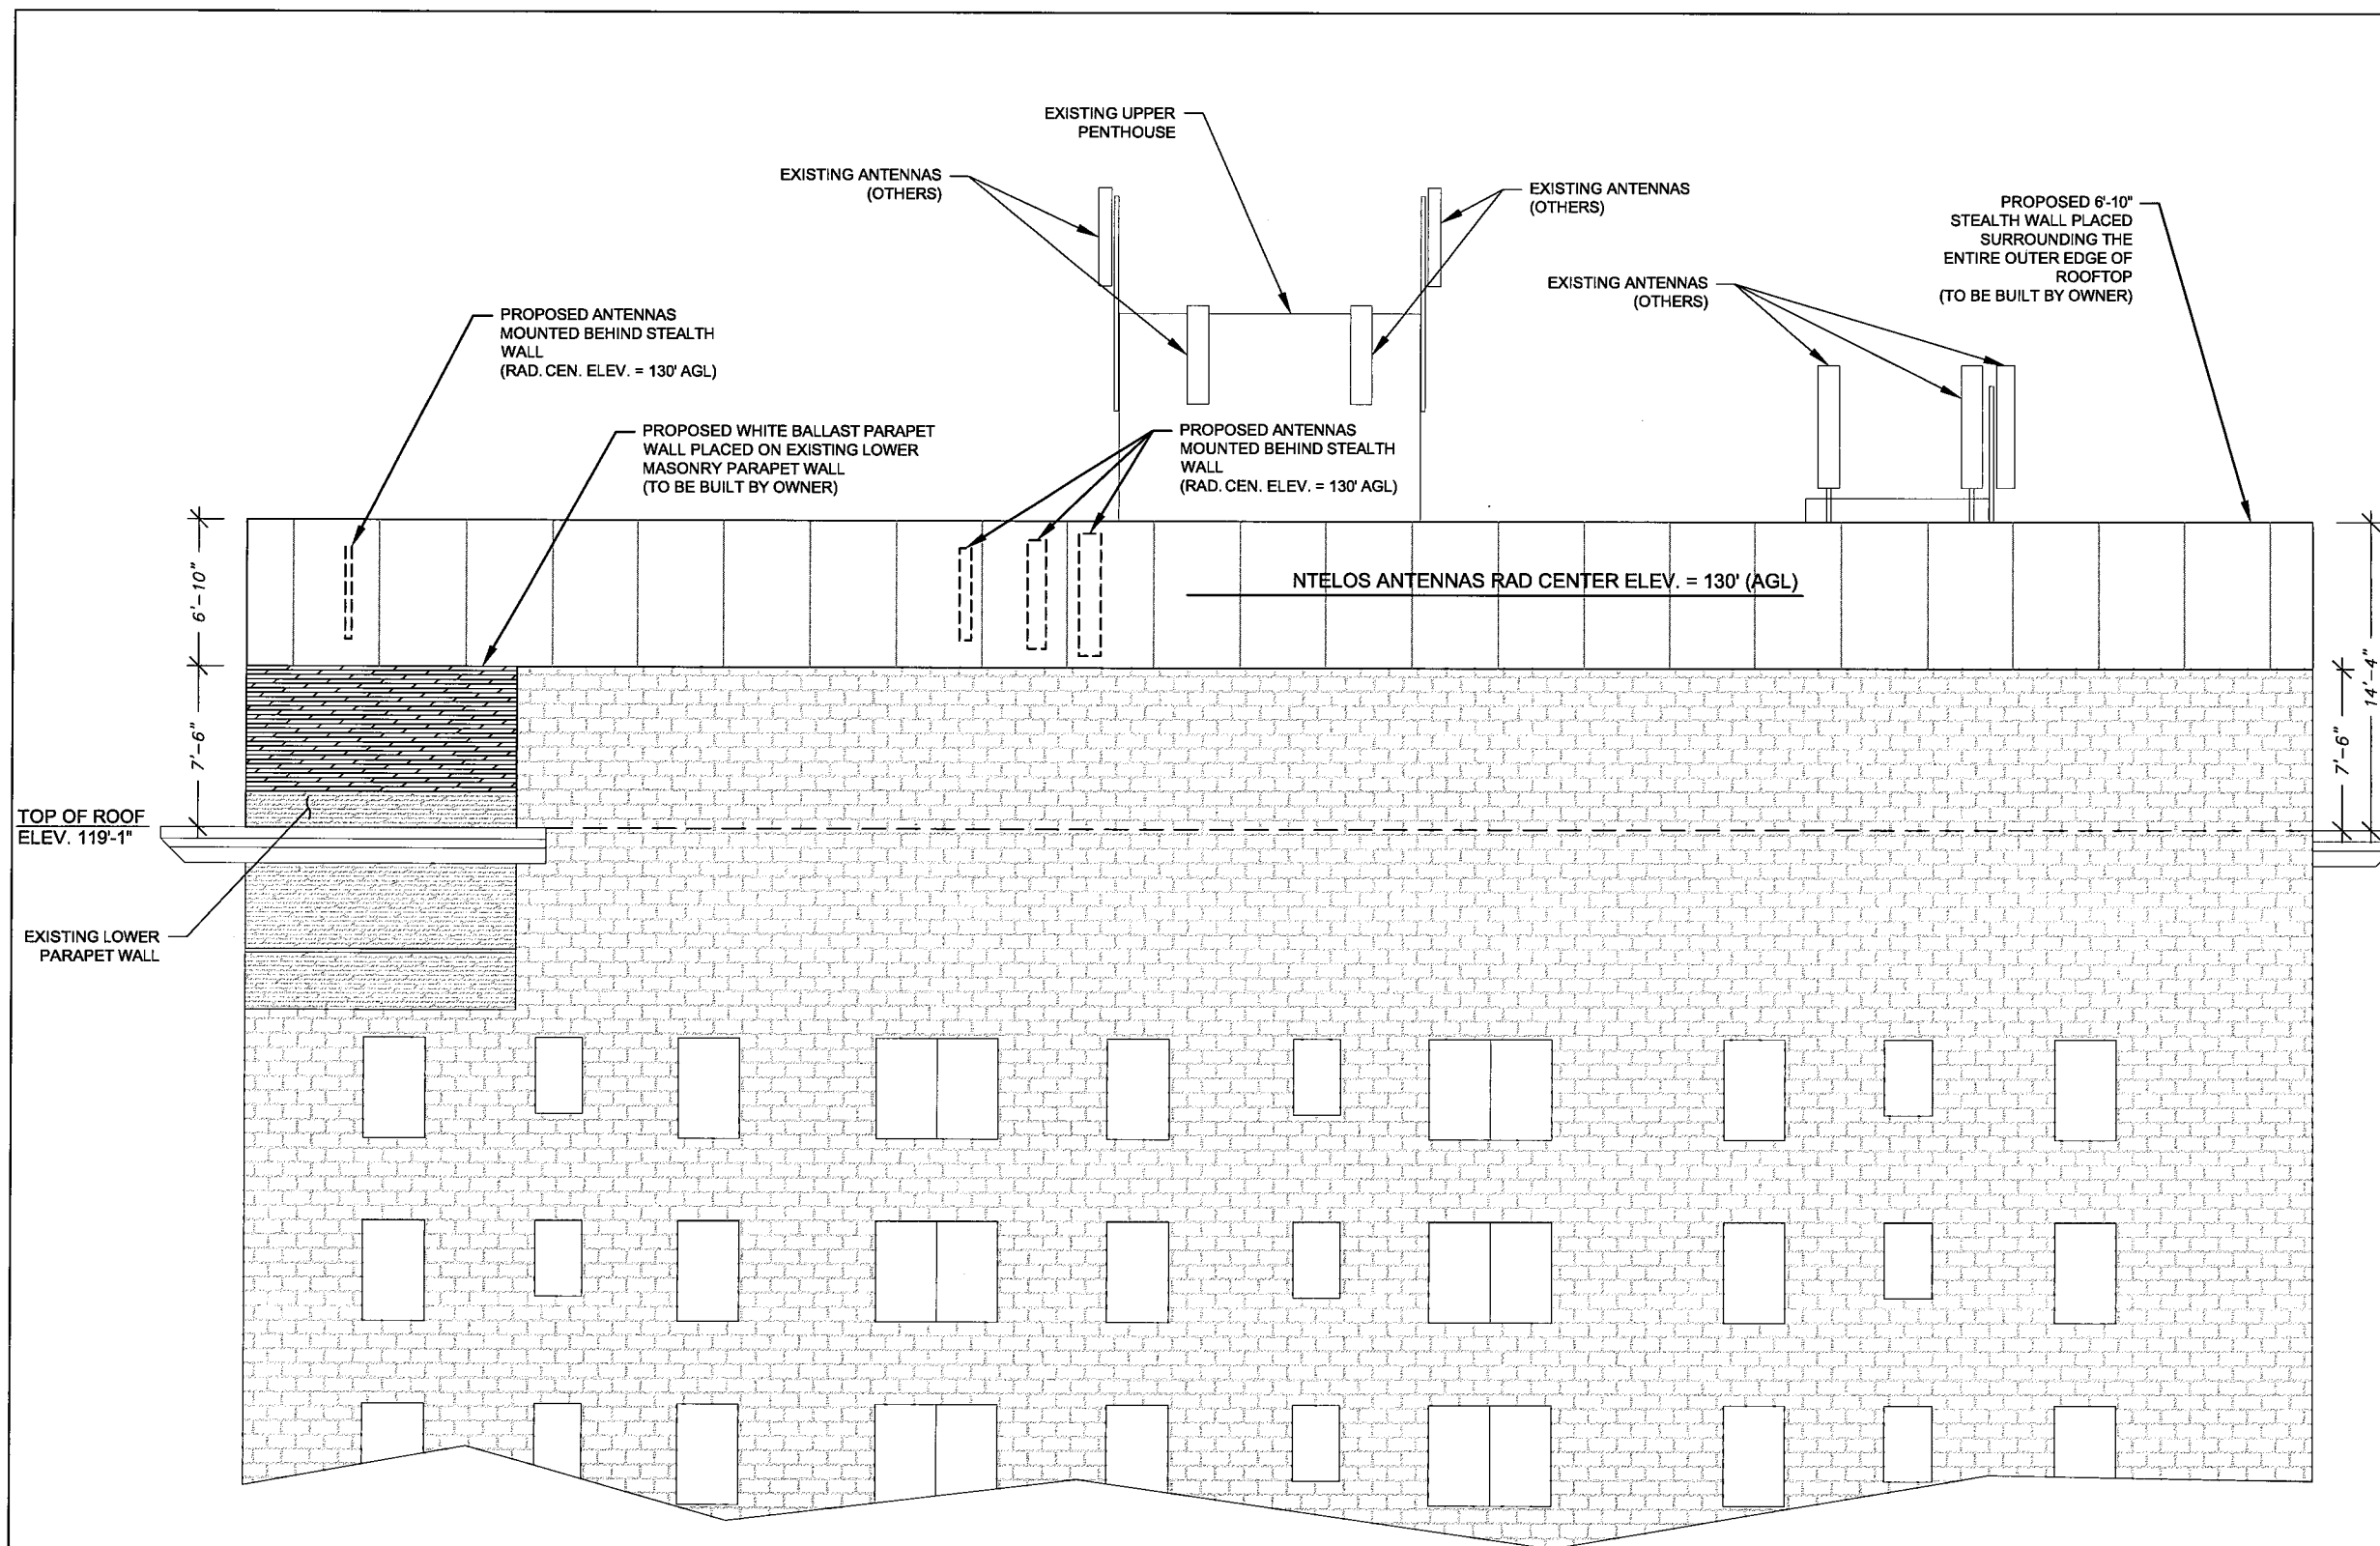 EXISTING UPPER
PENTHOUSE
EXISTING ANTENNAS
(OTHERS)
EXISTING ANTENNAS
(OTHERS)
PROPOSED 6'-10"
STEALTH WALL PLACED
SURROUNDING THE
ENTIRE OUTER EDGE OF
ROOFTOP
(TO BE BUILT BY OWNER)
EXISTING ANTENNAS
(OTHERS)
PROPOSED ANTENNAS
MOUNTED BEHIND STEALTH
WALL
(RAD. CEN. ELEV. = 130' AGL)
PROPOSED WHITE BALLAST PARAPET
WALL PLACED ON EXISTING LOWER
MASONRY PARAPET WALL
(TO BE BUILT BY OWNER)
PROPOSED ANTENNAS
MOUNTED BEHIND STEALTH
WALL
(RAD. CEN. ELEV. = 130' AGL)
6'-10"
NTELOS ANTENNAS RAD CENTER ELEV. = 130' (AGL)
14'-4"
7'-6"
7'-6"
TOP OF ROOF
ELEV. 119'-1"
EXISTING LOWER
PARAPET WALL